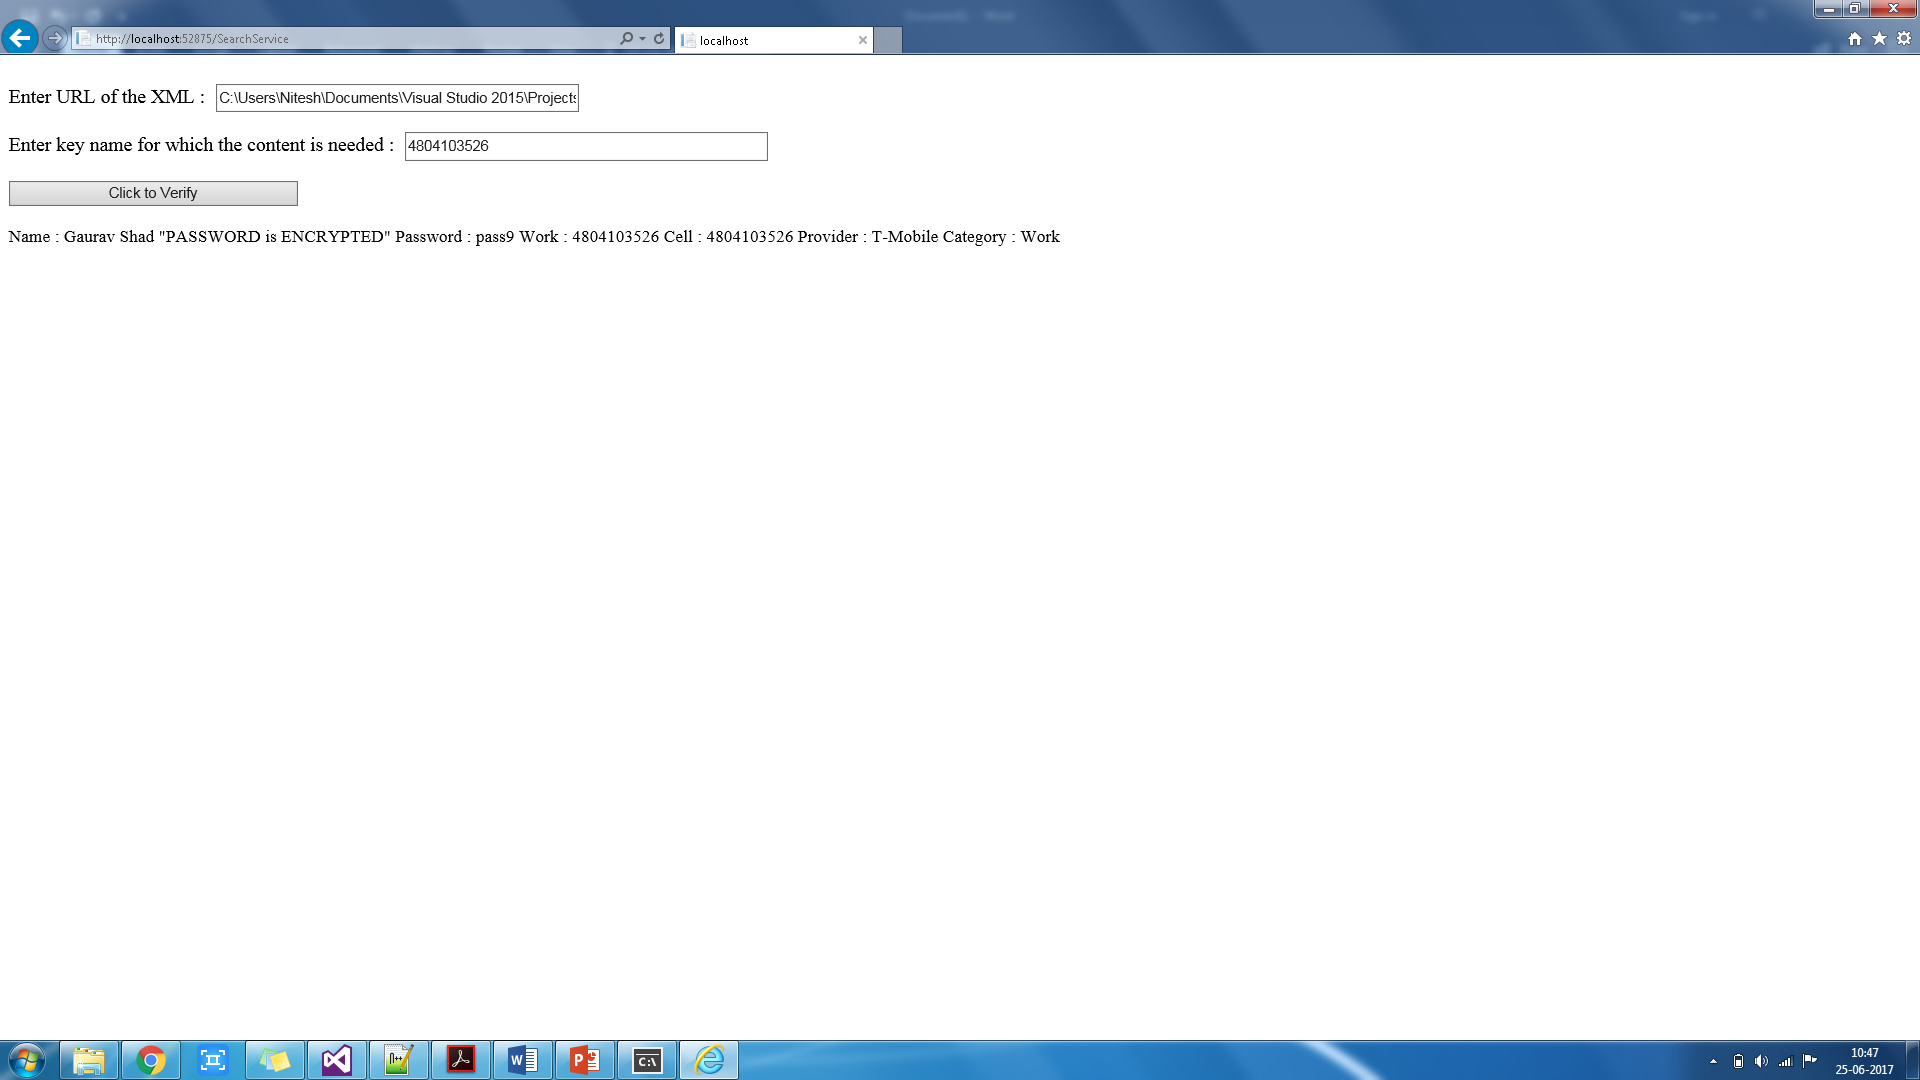 http://localhost:52875/SearchService
localhost
Enter URL of the XML :
C:\Users\Nitesh\Documents\Visual Studio 2015\Projects
Enter key name for which the content is needed :
4804103526
Click to Verify
Name : Gaurav Shad "PASSWORD is ENCRYPTED" Password : pass9 Work : 4804103526 Cell : 4804103526 Provider : T-Mobile Category : Work
10:47
25-06-2017